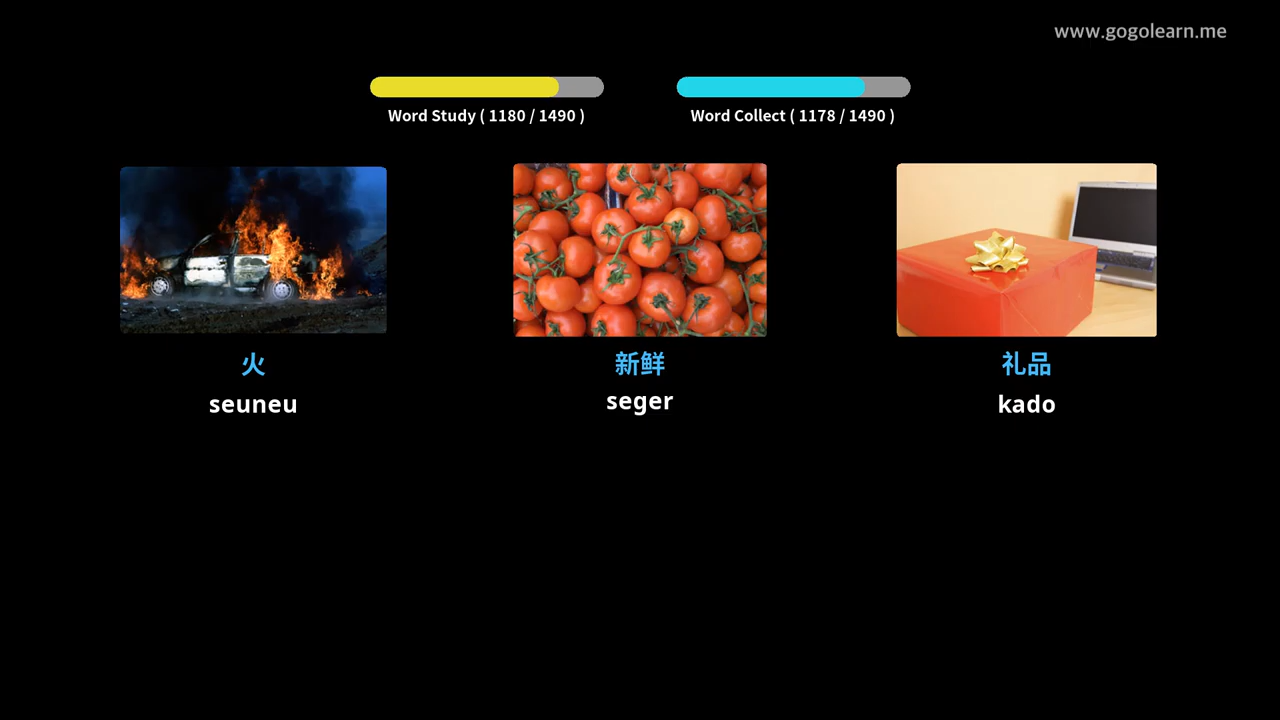 www.gogolearn.me
Word Study ( 1180 / 1490 )
Word Collect ( 1178 / 1490 )
火
seuneu
新鲜
seger
礼品
kado